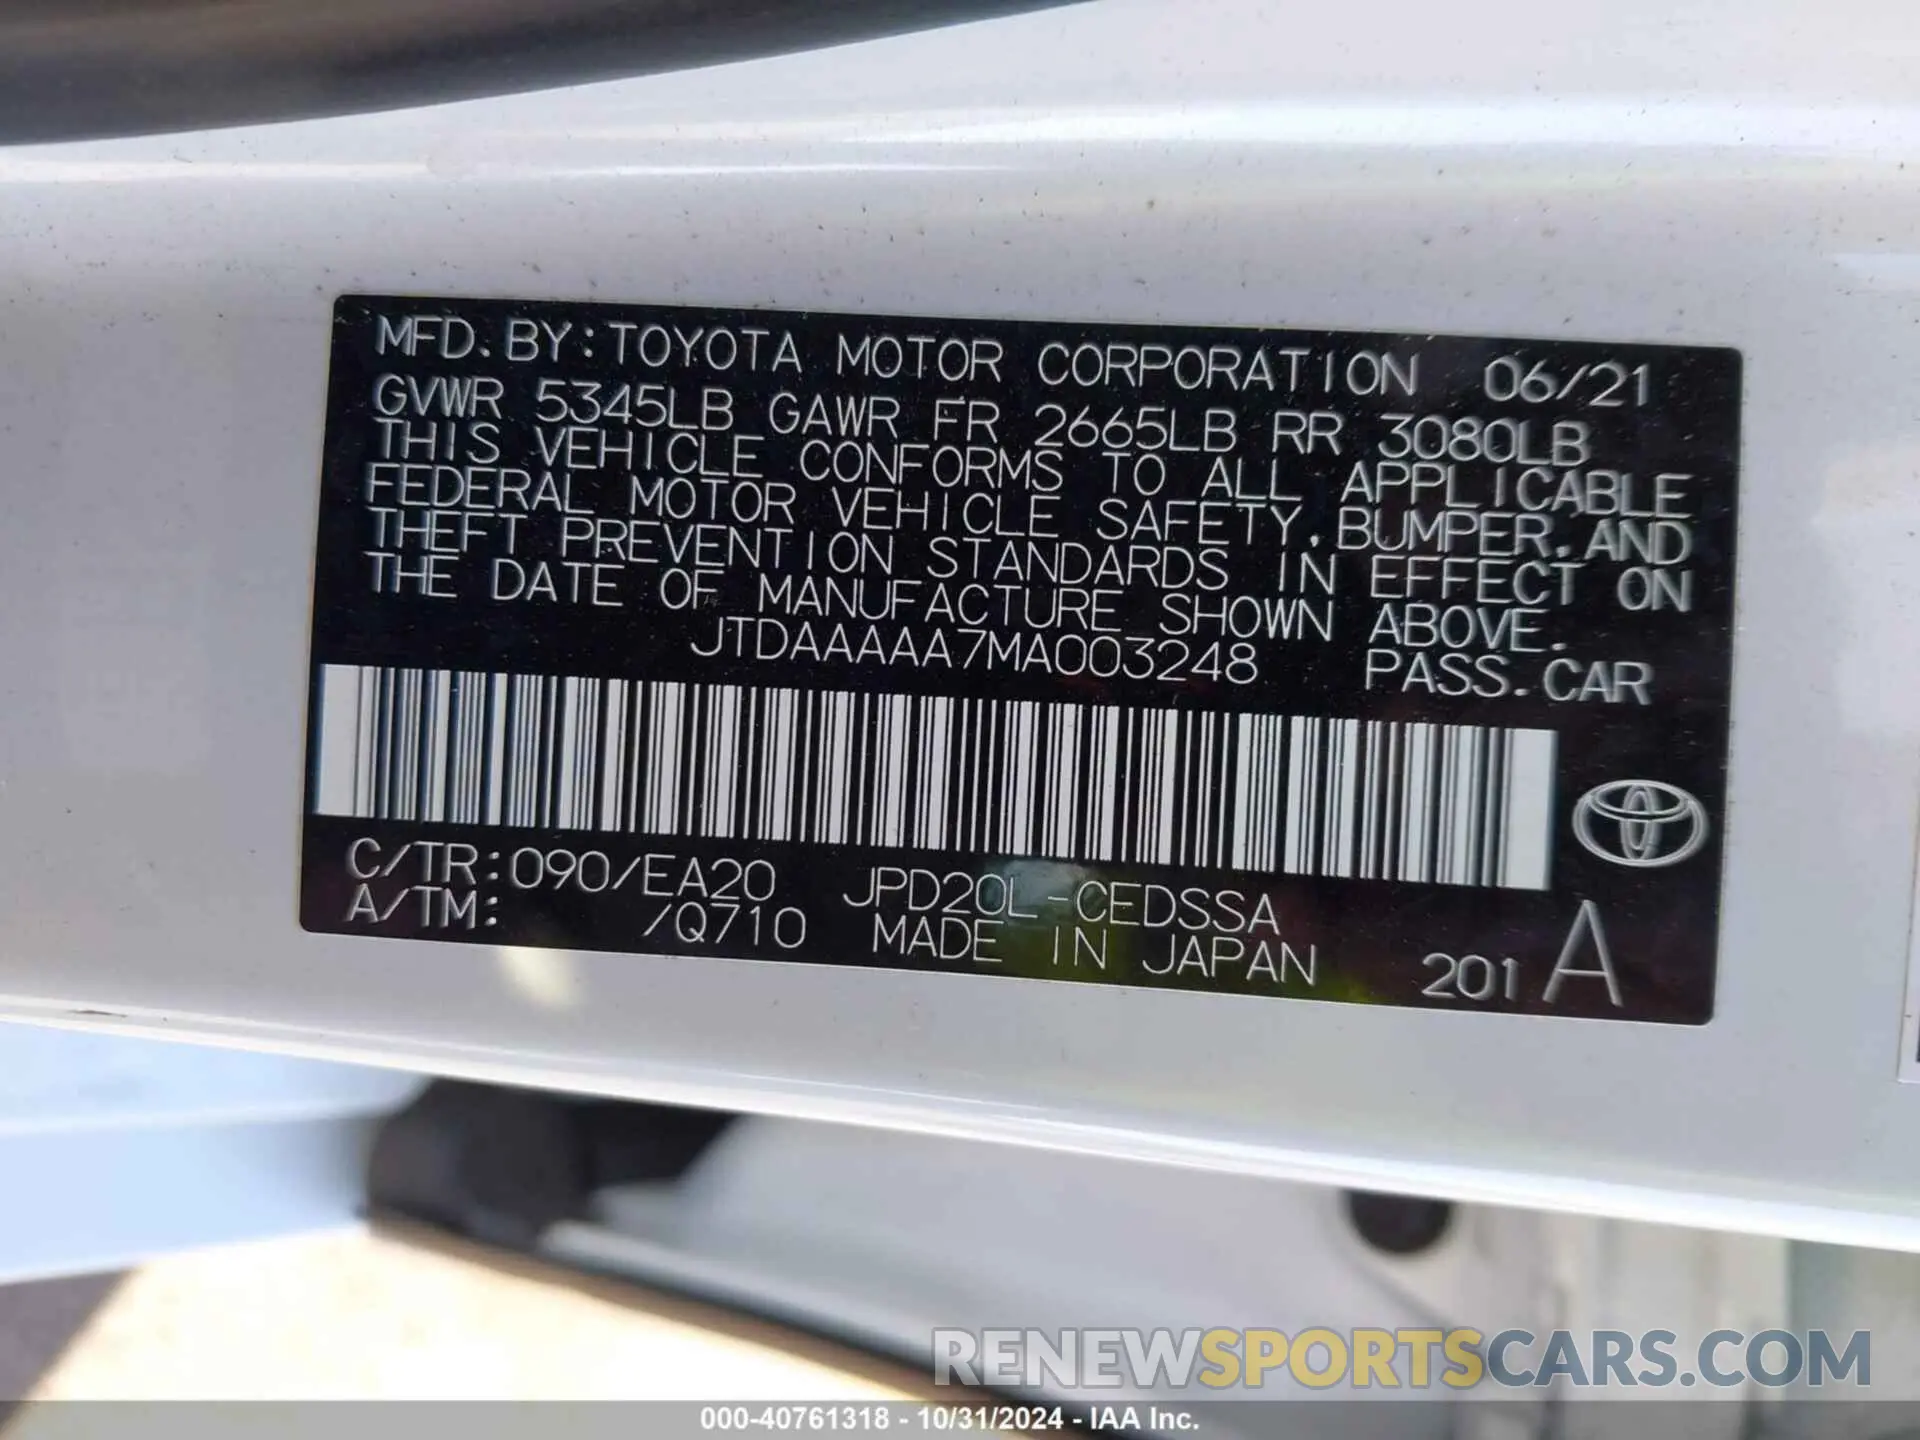 MFD. BY: TOYOTA MOTOR CORPORATION 06/21
GVWR 5345LB GAWR FR 2665LB RR 3080LB
THIS VEHICLE CONFORMS TO ALL APPLICABLE
FEDERAL MOTOR VEHICLE SAFETY, BUMPER, AND
THEFT PREVENTION STANDARDS IN EFFECT ON
THE DATE OF MANUFACTURE SHOWN ABOVE.
JTDAAAAA7MA003248 PASS. CAR
C/TR: 090/EA20 JPD20L-CEDSSA
A/TM: /Q710 MADE IN JAPAN 201 A
RENEWSPORTSCARS.COM
000-40761318 - 10/31/2024 - IAA Inc.